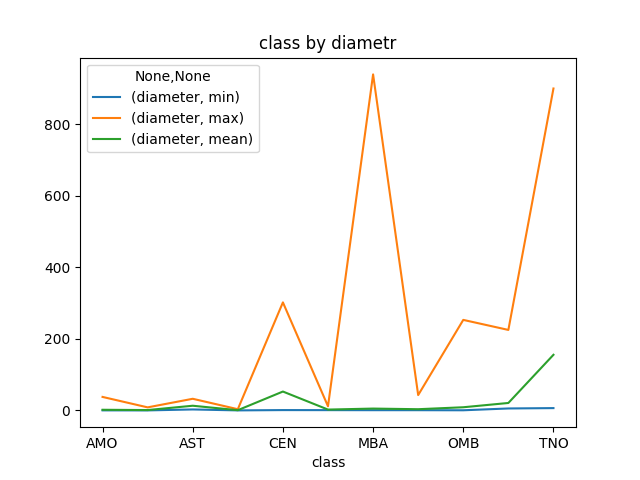 class by diametr
None,None
(diameter, min)
(diameter, max)
(diameter, mean)
800
600
400
200
0
AMO AST CEN MBA OMB TNO
class